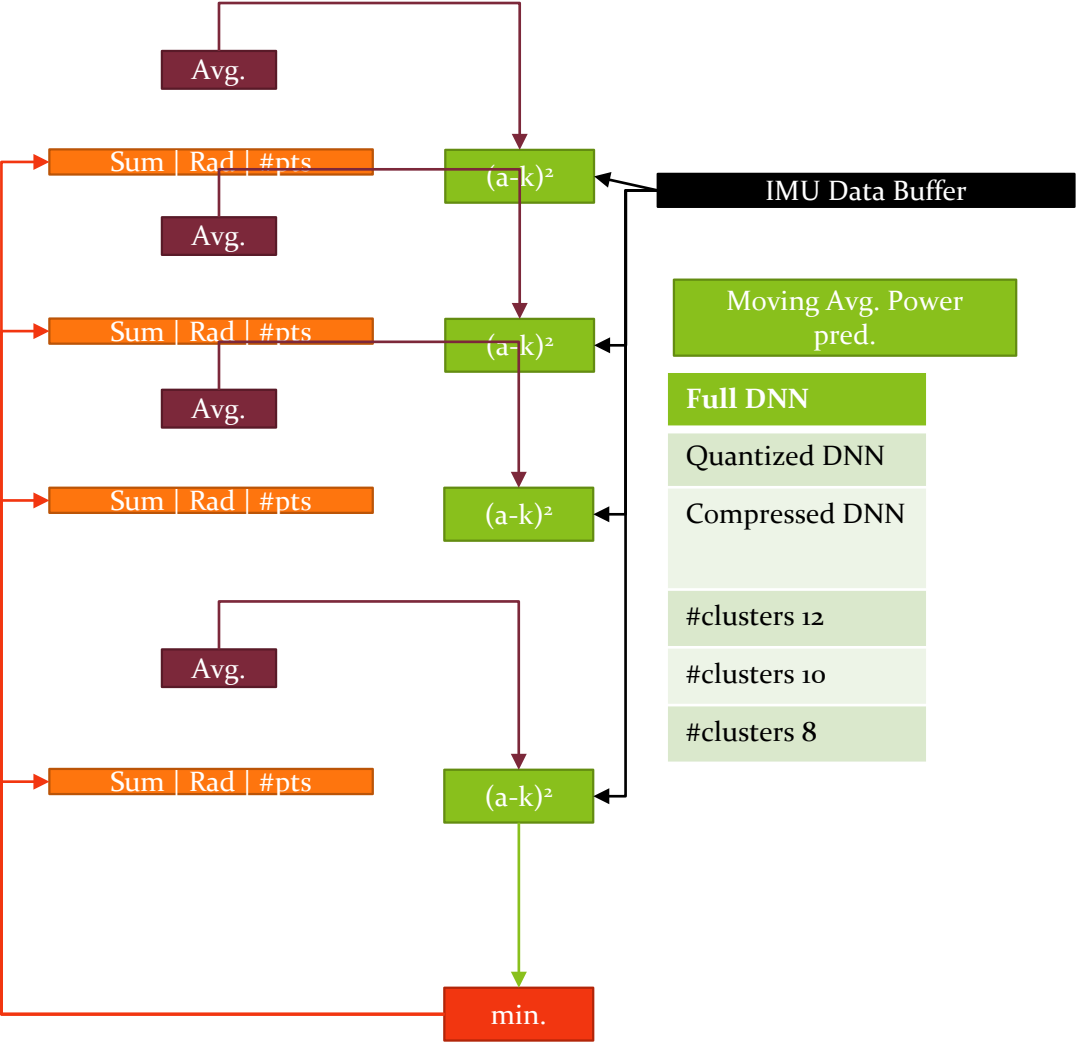 Avg.
Sum | Rad | #pts
(a-k)²
IMU Data Buffer
Avg.
Moving Avg. Power
pred.
Sum | Rad | #pts
(a-k)²
Avg.
Full DNN
Quantized DNN
Sum | Rad | #pts
(a-k)²
Compressed DNN
#clusters 12
Avg.
#clusters 10
#clusters 8
Sum | Rad | #pts
(a-k)²
min.